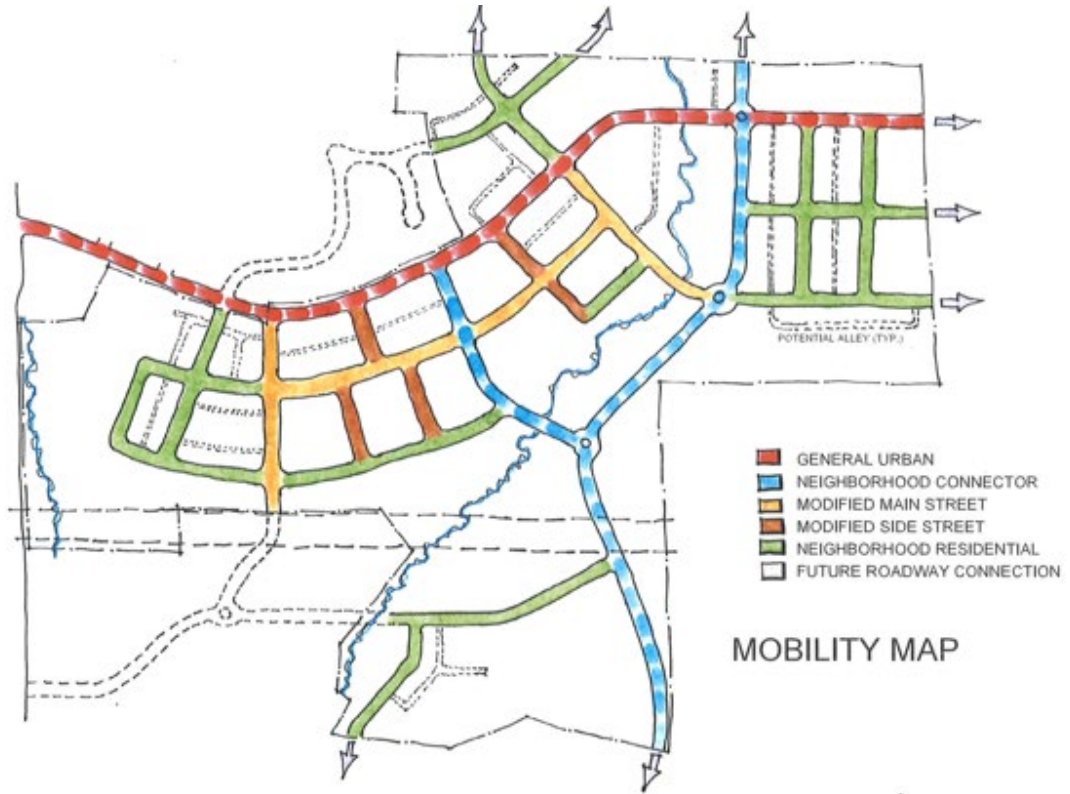 POTENTIAL ALLEY (TYP.)
GENERAL URBAN
NEIGHBORHOOD CONNECTOR
MODIFIED MAIN STREET
MODIFIED SIDE STREET
NEIGHBORHOOD RESIDENTIAL
FUTURE ROADWAY CONNECTION
MOBILITY MAP